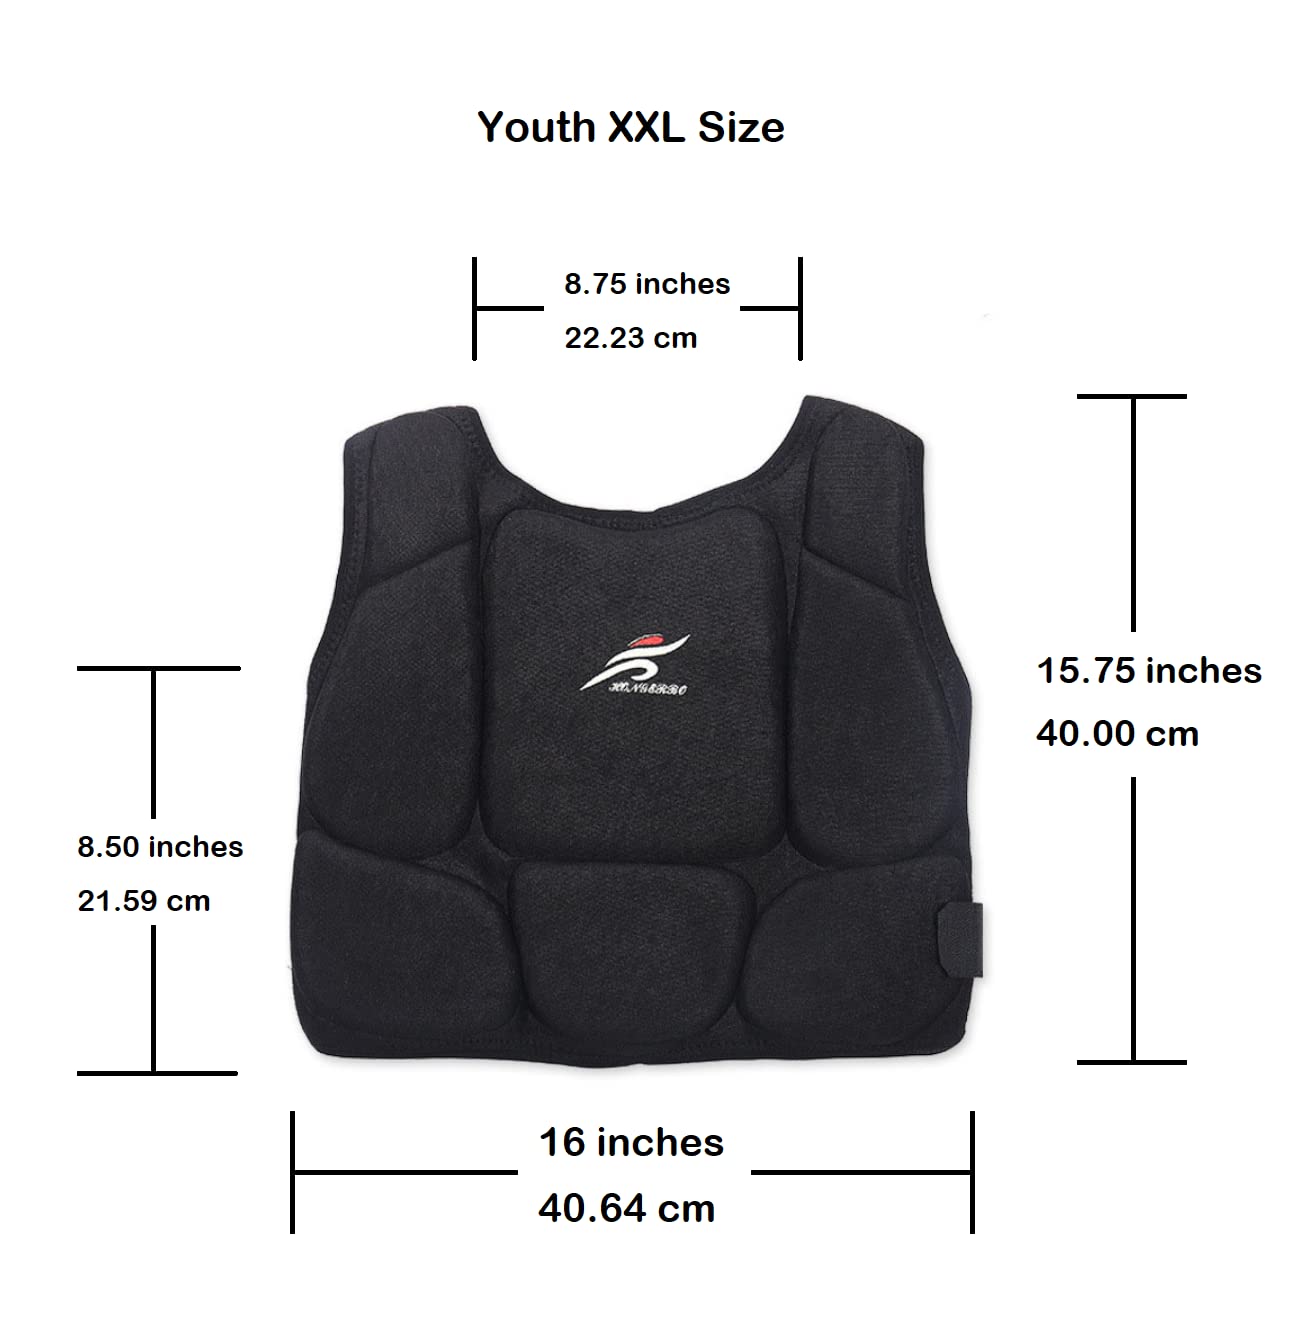 Youth XXL Size
8.75 inches
22.23 cm
15.75 inches
40.00 cm
8.50 inches
21.59 cm
HONGERBO
16 inches
40.64 cm